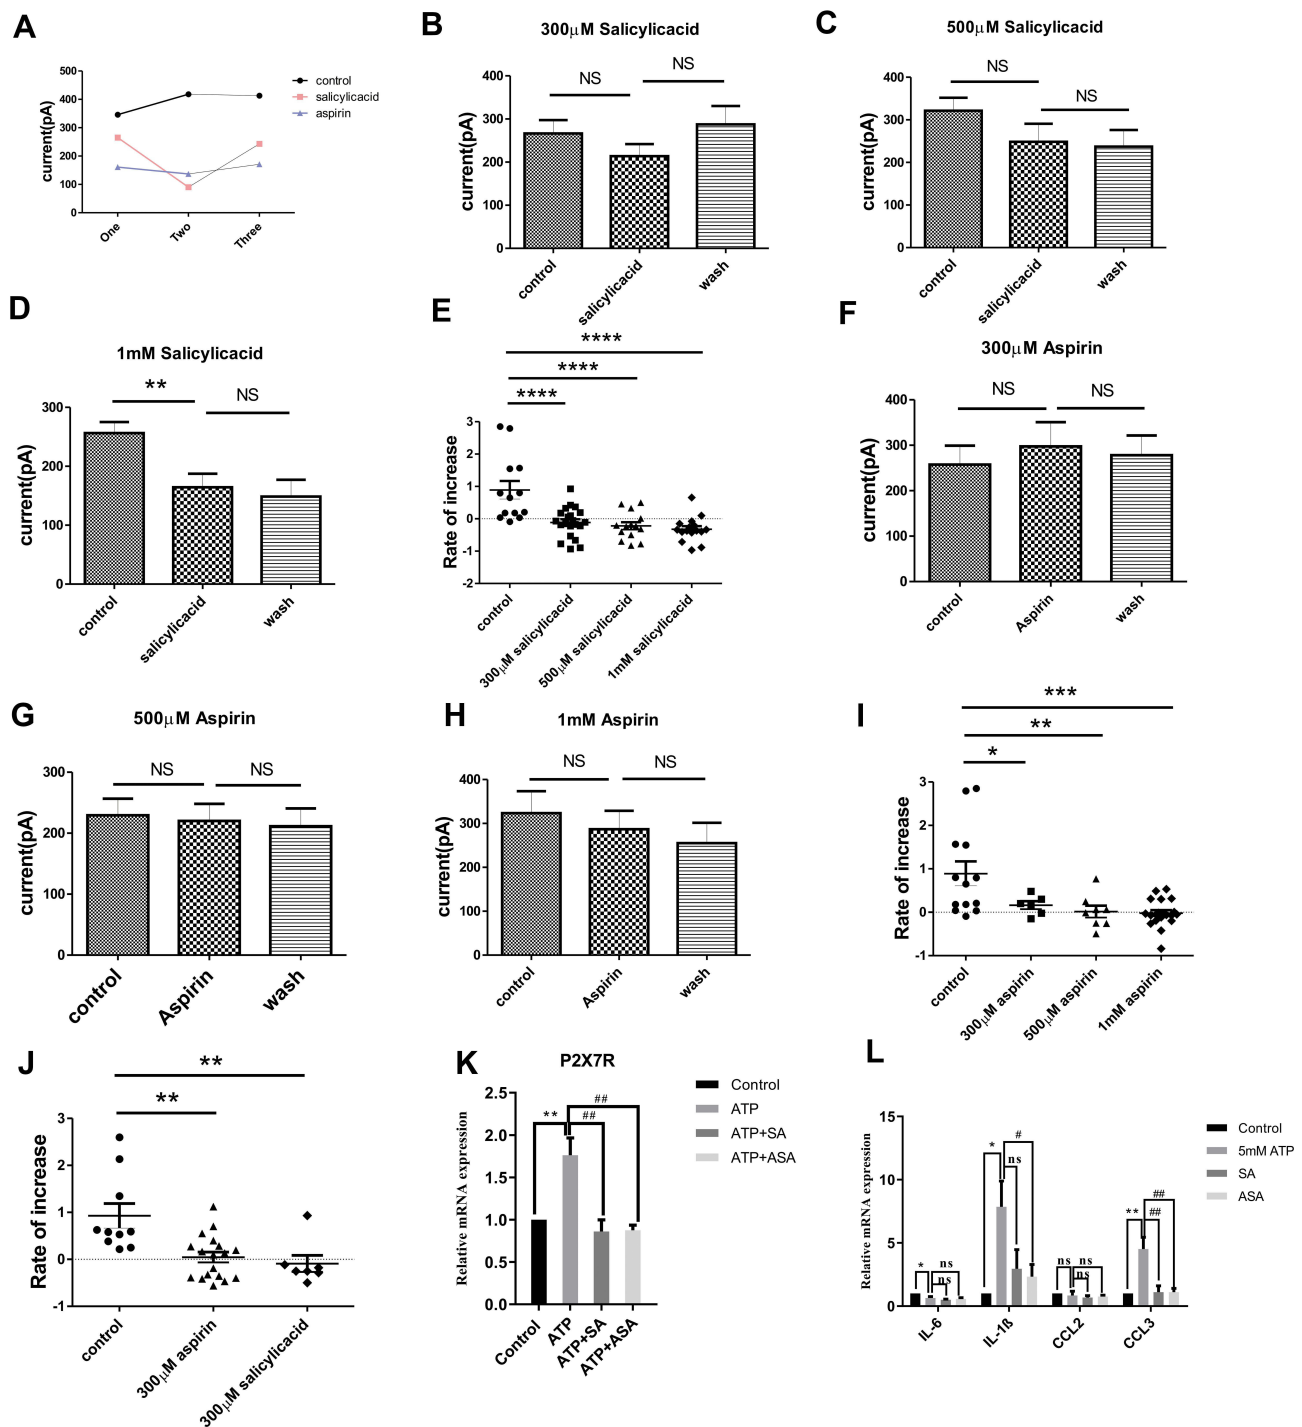 A
500
400
300
200
100
0
current(pA)
One
Two
Three
control
salicylicacid
aspirin
B
300μM Salicylicacid
NS
NS
400
300
200
100
0
current(pA)
control
salicylicacid
wash
C
500μM Salicylicacid
NS
NS
400
300
200
100
0
current(pA)
control
salicylicacid
wash
D
1mM Salicylicacid
**
NS
300
200
100
0
current(pA)
control
salicylicacid
wash
E
****
****
****
3
2
1
0
-1
-2
Rate of increase
control
300μM salicylicacid
500μM salicylicacid
1mM salicylicacid
F
300μM Aspirin
NS
NS
400
300
200
100
0
current(pA)
control
Aspirin
wash
G
500μM Aspirin
NS
NS
300
200
100
0
current(pA)
control
Aspirin
wash
H
1mM Aspirin
NS
NS
400
300
200
100
0
current(pA)
control
Aspirin
wash
I
***
**
*
3
2
1
0
-1
Rate of increase
control
300μM aspirin
500μM aspirin
1mM aspirin
J
**
**
3
2
1
0
-1
Rate of increase
control
300μM aspirin
300μM salicylicacid
K
P2X7R
**
##
##
2.5
2.0
1.5
1.0
0.5
0.0
Relative mRNA expression
Control
ATP
ATP+SA
ATP+ASA
Control
ATP
ATP+SA
ATP+ASA
L
15
10
5
0
Relative mRNA expression
*
ns
ns
*
#
ns
ns
ns
ns
**
##
##
IL-6
IL-1ß
CCL2
CCL3
Control
5mM ATP
SA
ASA